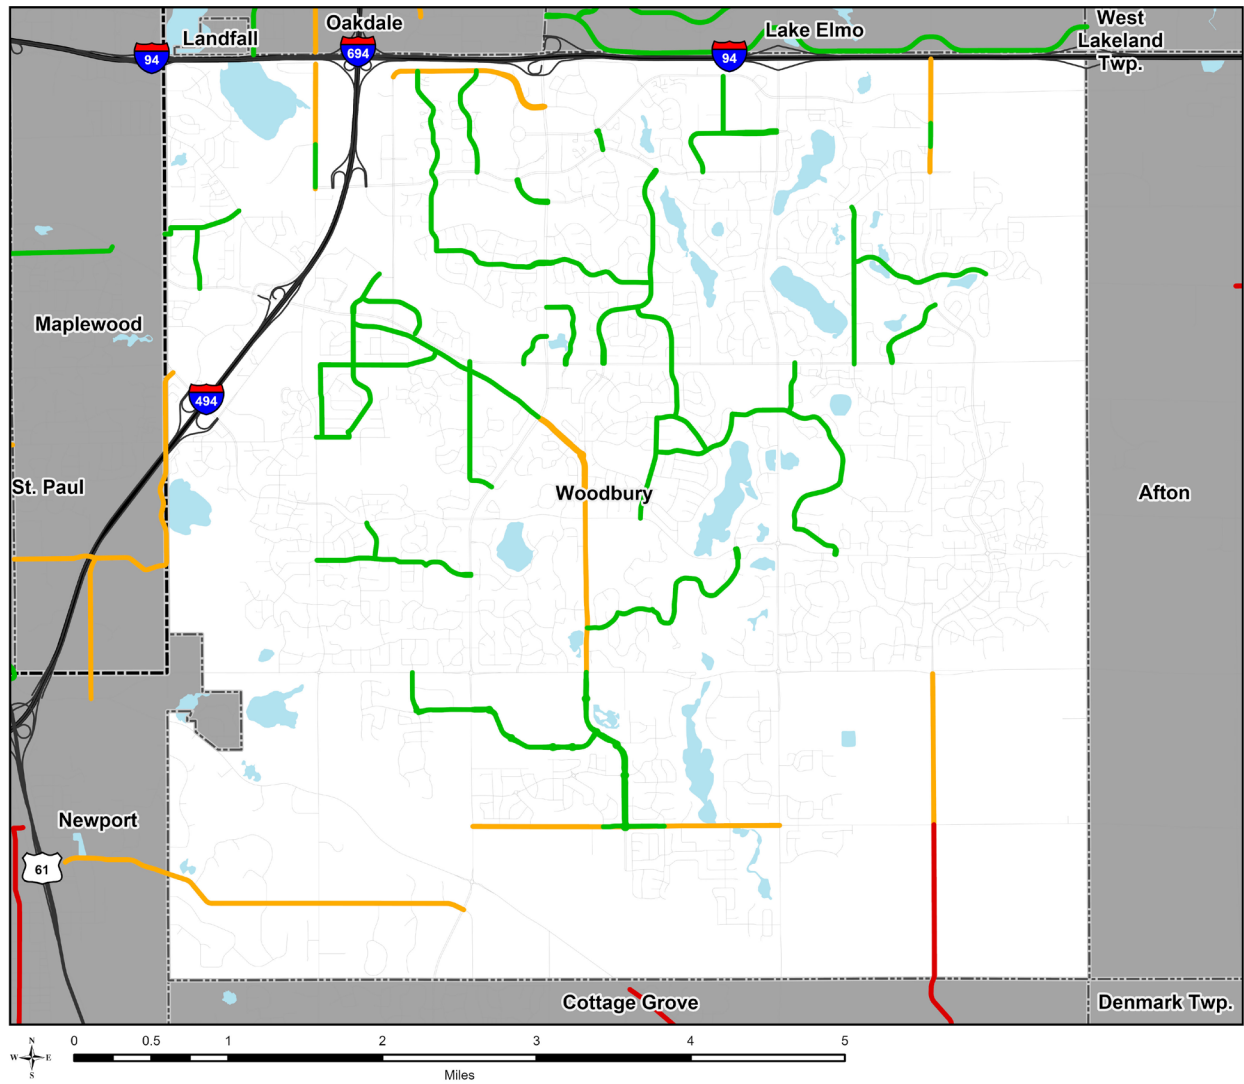 Oakdale
West
Landfall
Lake Elmo
Lakeland
Twp.
94
694
94
Maplewood
494
St. Paul
Woodbury
Afton
Newport
61
Cottage Grove
Denmark Twp.
N
W E
S
0 0.5 1 2 3 4 5
Miles